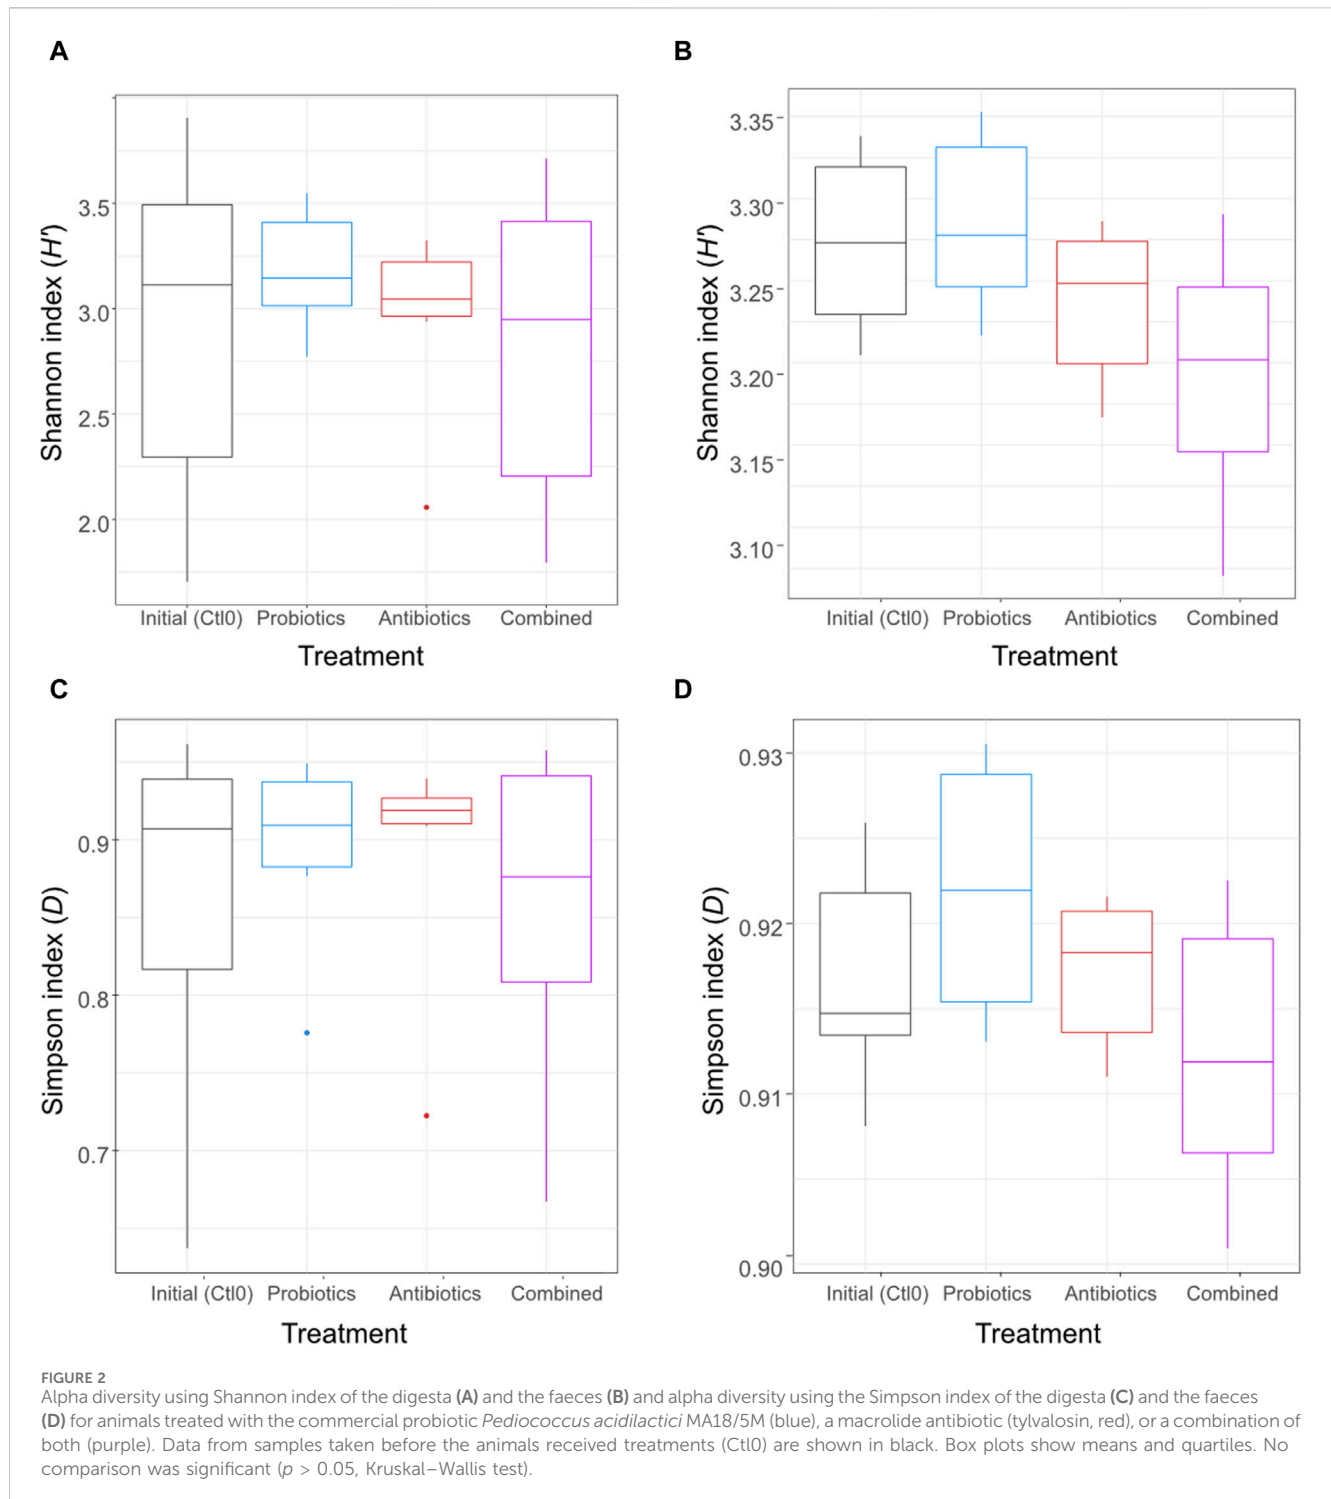 A
Shannon index (H')
3.5
3.0
2.5
2.0
Initial (Ctl0) Probiotics Antibiotics Combined
Treatment
B
Shannon index (H')
3.35
3.30
3.25
3.20
3.15
3.10
Initial (Ctl0) Probiotics Antibiotics Combined
Treatment
C
Simpson index (D)
0.9
0.8
0.7
Initial (Ctl0) Probiotics Antibiotics Combined
Treatment
D
Simpson index (D)
0.93
0.92
0.91
0.90
Initial (Ctl0) Probiotics Antibiotics Combined
Treatment
FIGURE 2
Alpha diversity using Shannon index of the digesta (A) and the faeces (B) and alpha diversity using the Simpson index of the digesta (C) and the faeces
(D) for animals treated with the commercial probiotic Pediococcus acidilactici MA18/5M (blue), a macrolide antibiotic (tylvalosin, red), or a combination of
both (purple). Data from samples taken before the animals received treatments (Ctl0) are shown in black. Box plots show means and quartiles. No
comparison was significant (p > 0.05, Kruskal–Wallis test).